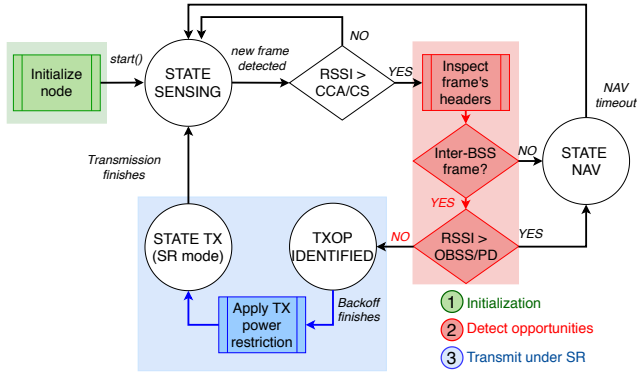 Initialize
node
start()
STATE
SENSING
new frame
detected
NO
RSSI >
CCA/CS
YES
Inspect
frame's
headers
NAV
timeout
Inter-BSS
frame?
NO
STATE
NAV
YES
Transmission
finishes
STATE TX
(SR mode)
TXOP
IDENTIFIED
NO
RSSI >
OBSS/PD
YES
Apply TX
power
restriction
Backoff
finishes
1 Initialization
2 Detect opportunities
3 Transmit under SR